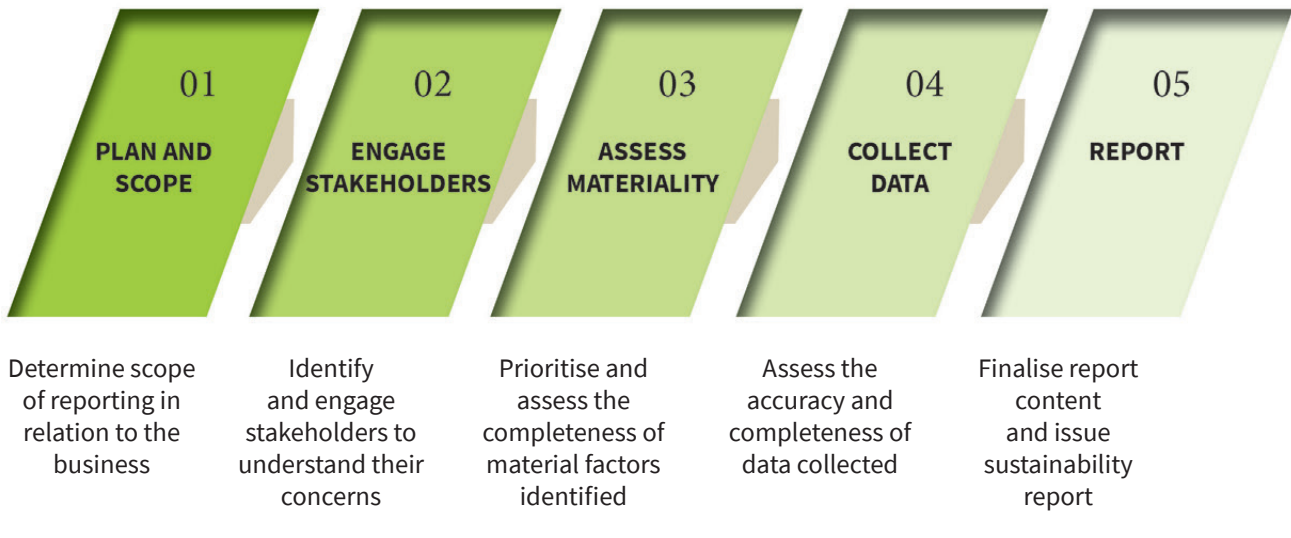 01
PLAN AND
SCOPE
Determine scope
of reporting in
relation to the
business
02
ENGAGE
STAKEHOLDERS
Identify
and engage
stakeholders to
understand their
concerns
03
ASSESS
MATERIALITY
Prioritise and
assess the
completeness of
material factors
identified
04
COLLECT
DATA
Assess the
accuracy and
completeness of
data collected
05
REPORT
Finalise report
content
and issue
sustainability
report